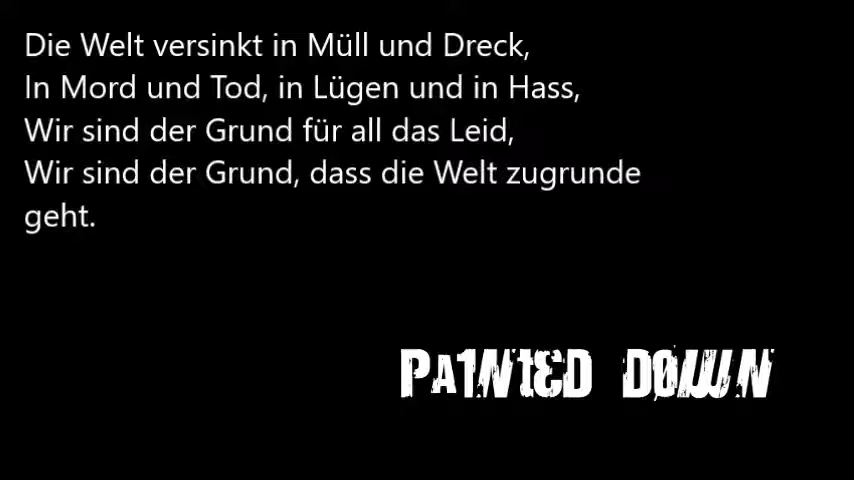 Die Welt versinkt in Müll und Dreck,
In Mord und Tod, in Lügen und in Hass,
Wir sind der Grund für all das Leid,
Wir sind der Grund, dass die Welt zugrunde
geht.
PA1NtED DOWN